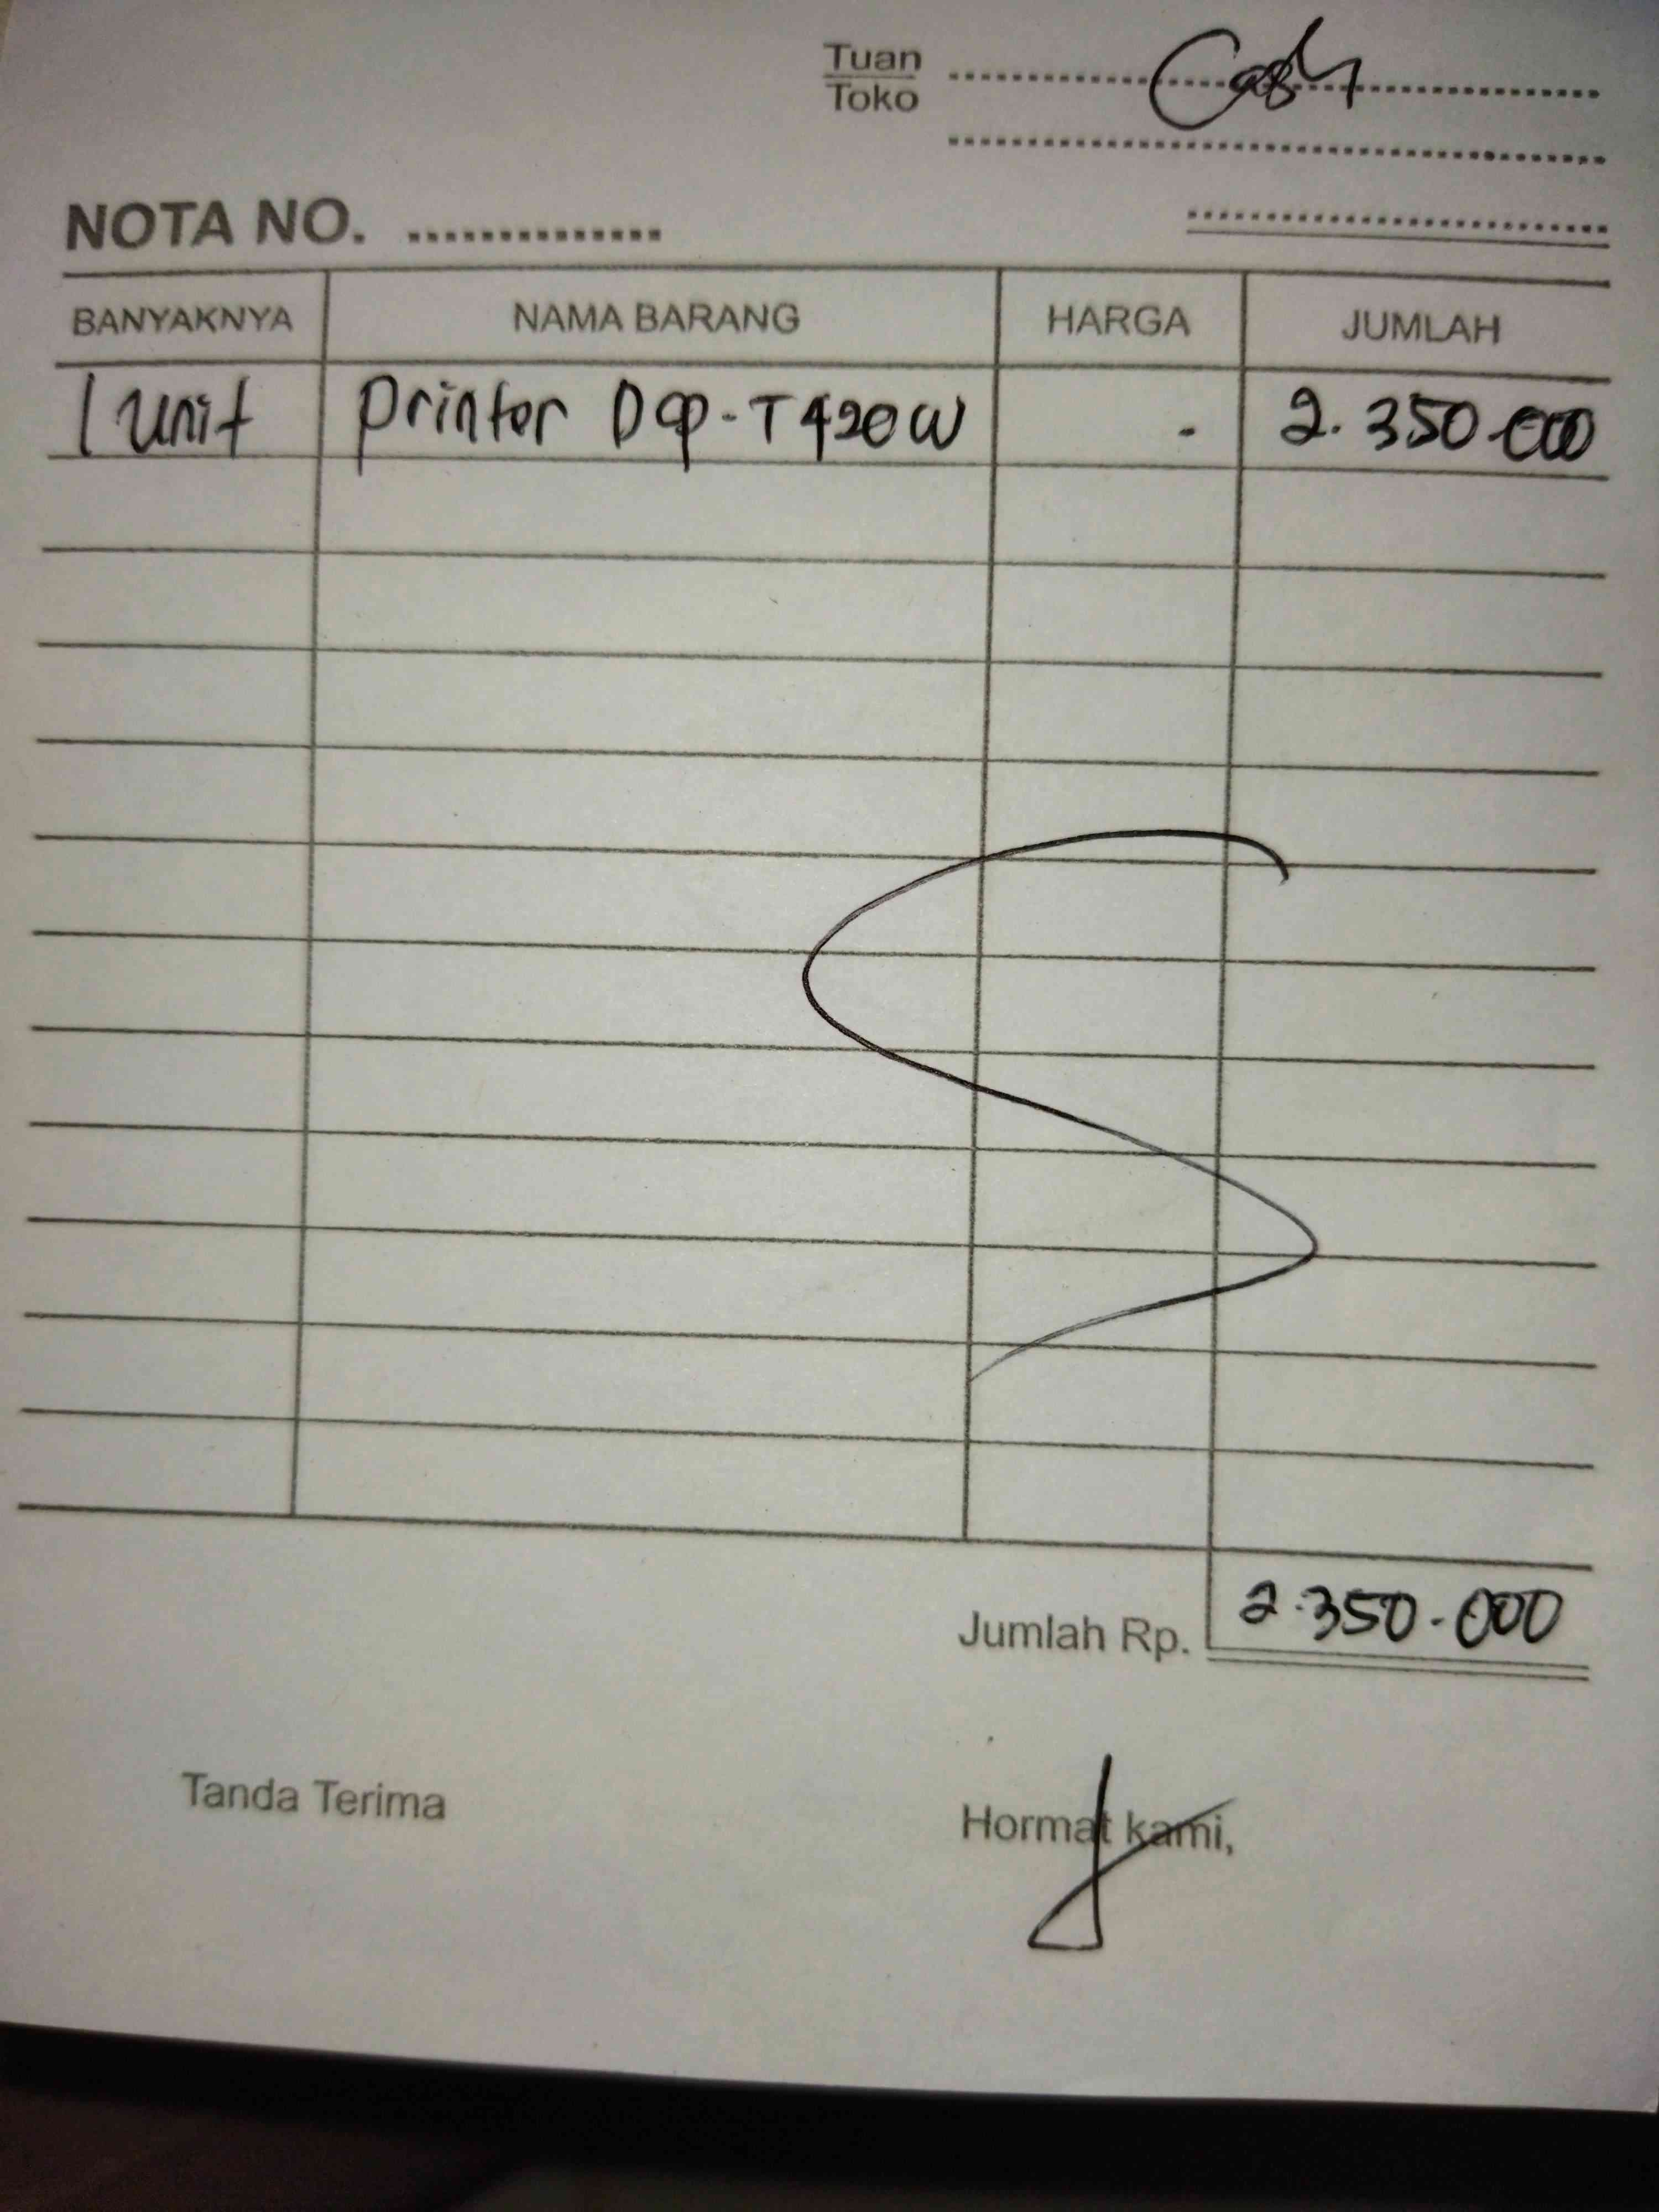 Tuan
Toko
Cash
NOTA NO.
BANYAKNYA NAMA BARANG HARGA JUMLAH
1 unit Printer Dcp-T420W - 2.350.000
Jumlah Rp. 2.350.000
Tanda Terima Hormat kami,